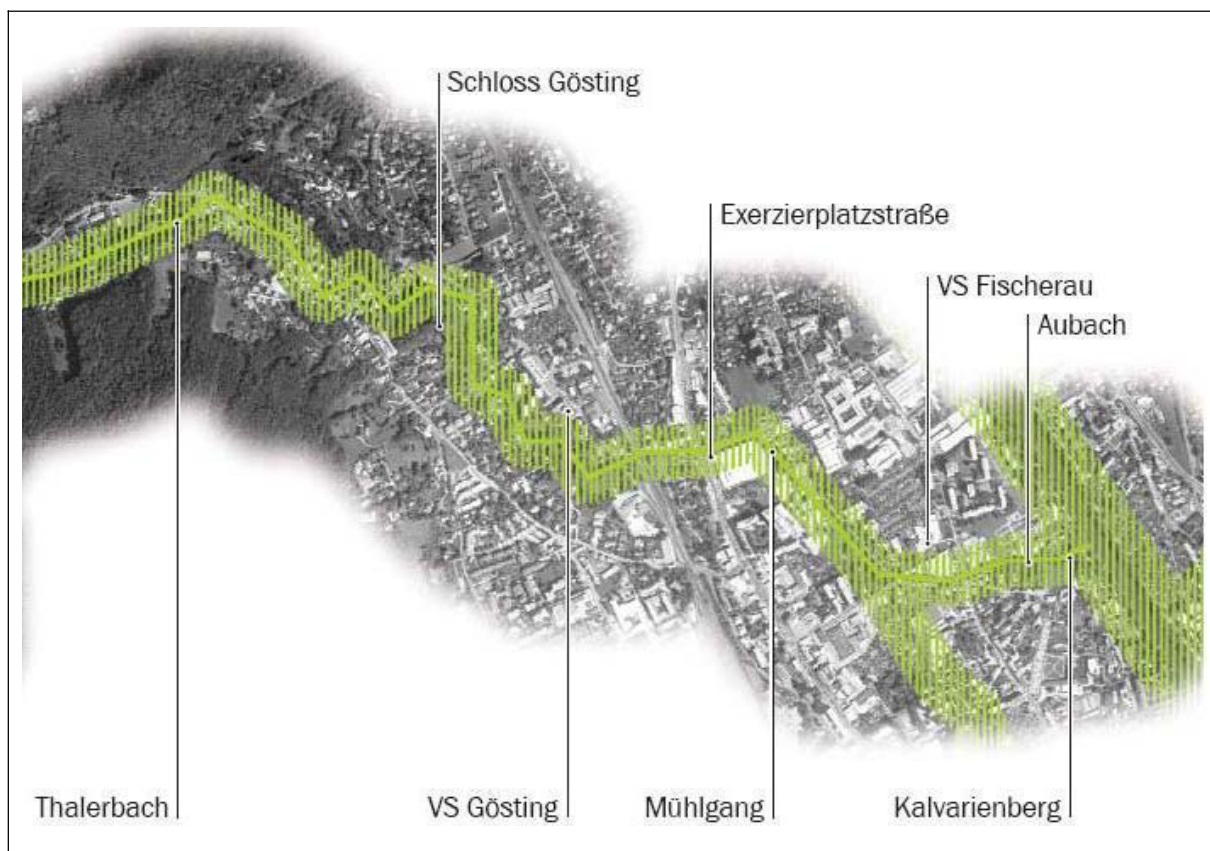 Schloss Gösting
Exerzierplatzstraße
VS Fischerau
Aubach
Thalerbach
VS Gösting
Mühlgang
Kalvarienberg